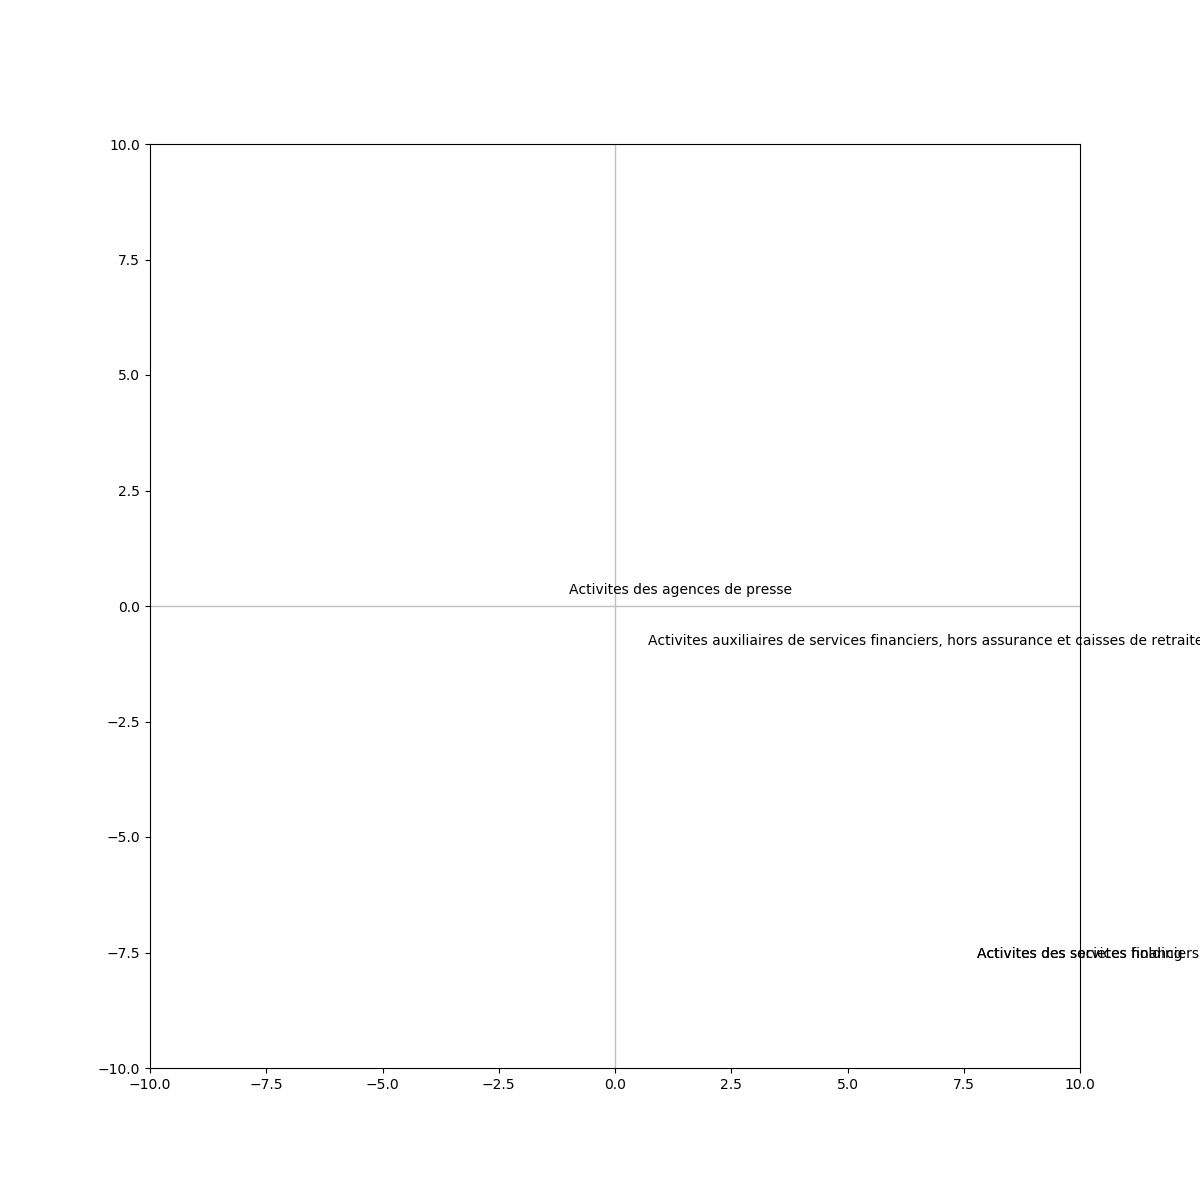 10.0
7.5
5.0
2.5
Activites des agences de presse
0.0
Activites auxiliaires de services financiers, hors assurance et caisses de retraite
−2.5
−5.0
−7.5
Activites des
−10.0
−10.0 −7.5 −5.0 −2.5 0.0 2.5 5.0 7.5 10.0